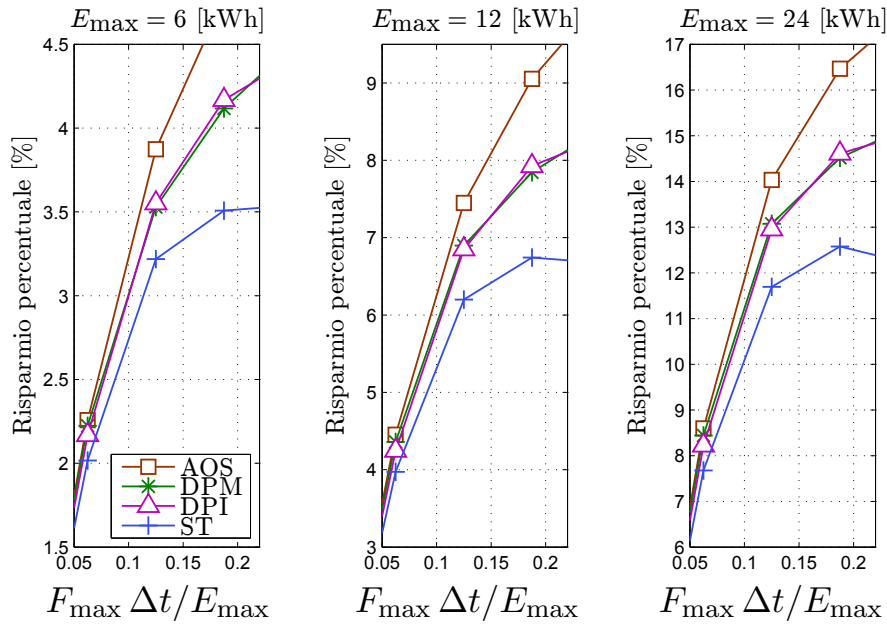 E_max = 6 [kWh]
E_max = 12 [kWh]
E_max = 24 [kWh]
Risparmio percentuale [%]
4.5
4
3.5
3
2.5
2
1.5
0.05
0.1
0.15
0.2
AOS
DPM
DPI
ST
F_max Δt/E_max
Risparmio percentuale [%]
9
8
7
6
5
4
3
0.05
0.1
0.15
0.2
F_max Δt/E_max
Risparmio percentuale [%]
17
16
15
14
13
12
11
10
9
8
7
6
0.05
0.1
0.15
0.2
F_max Δt/E_max